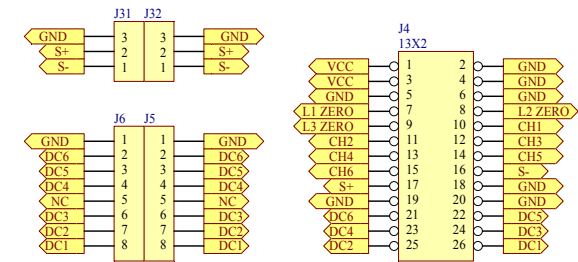 J31 J32
GND 3 3 GND
S+ 2 2 S+
S- 1 1 S-
J6 J5
GND 1 1 GND
DC6 2 2 DC6
DC5 3 3 DC5
DC4 4 4 DC4
NC 5 5 NC
DC3 6 6 DC3
DC2 7 7 DC2
DC1 8 8 DC1
J4
13X2
VCC 1 2 GND
VCC 3 4 GND
GND 5 6 GND
L1 ZERO 7 8 L2 ZERO
L3 ZERO 9 10 CH1
CH2 11 12 CH3
CH4 13 14 CH5
CH6 15 16 S-
S+ 17 18 GND
GND 19 20 GND
DC6 21 22 DC5
DC4 23 24 DC3
DC2 25 26 DC1